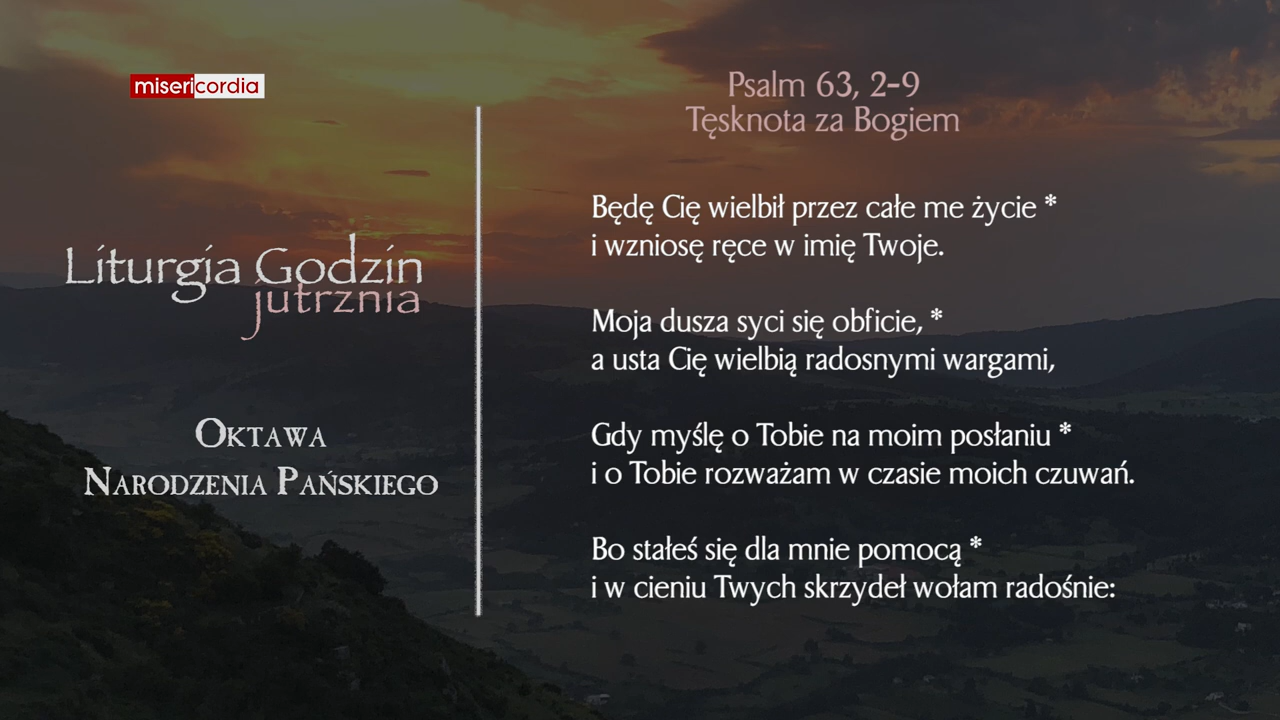 misericordia
Liturgia Godzin
jutrznia
Oktawa
Narodzenia Pańskiego
Psalm 63, 2-9
Tęsknota za Bogiem
Będę Cię wielbił przez całe me życie *
i wzniosę ręce w imię Twoje.
Moja dusza syci się obficie, *
a usta Cię wielbią radosnymi wargami,
Gdy myślę o Tobie na moim posłaniu *
i o Tobie rozważam w czasie moich czuwań.
Bo stałeś się dla mnie pomocą *
i w cieniu Twych skrzydeł wołam radośnie: